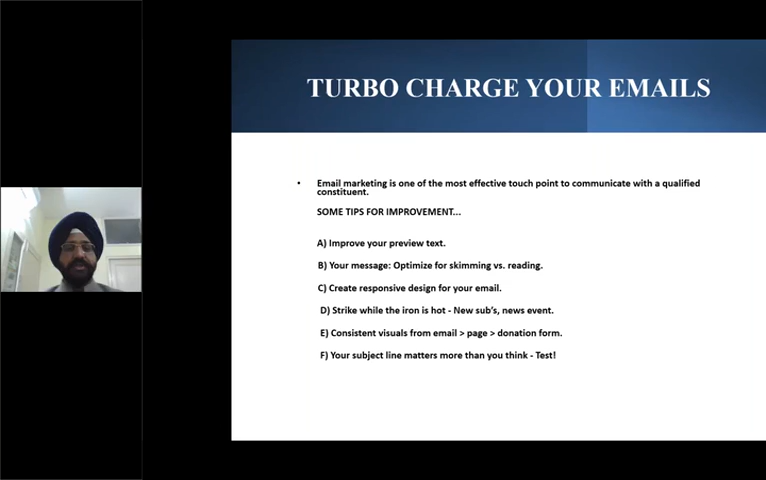 TURBO CHARGE YOUR EMAILS
• Email marketing is one of the most effective touch point to communicate with a qualified
constituent.
SOME TIPS FOR IMPROVEMENT...
A) Improve your preview text.
B) Your message: Optimize for skimming vs. reading.
C) Create responsive design for your email.
D) Strike while the iron is hot - New sub's, news event.
E) Consistent visuals from email > page > donation form.
F) Your subject line matters more than you think - Test!